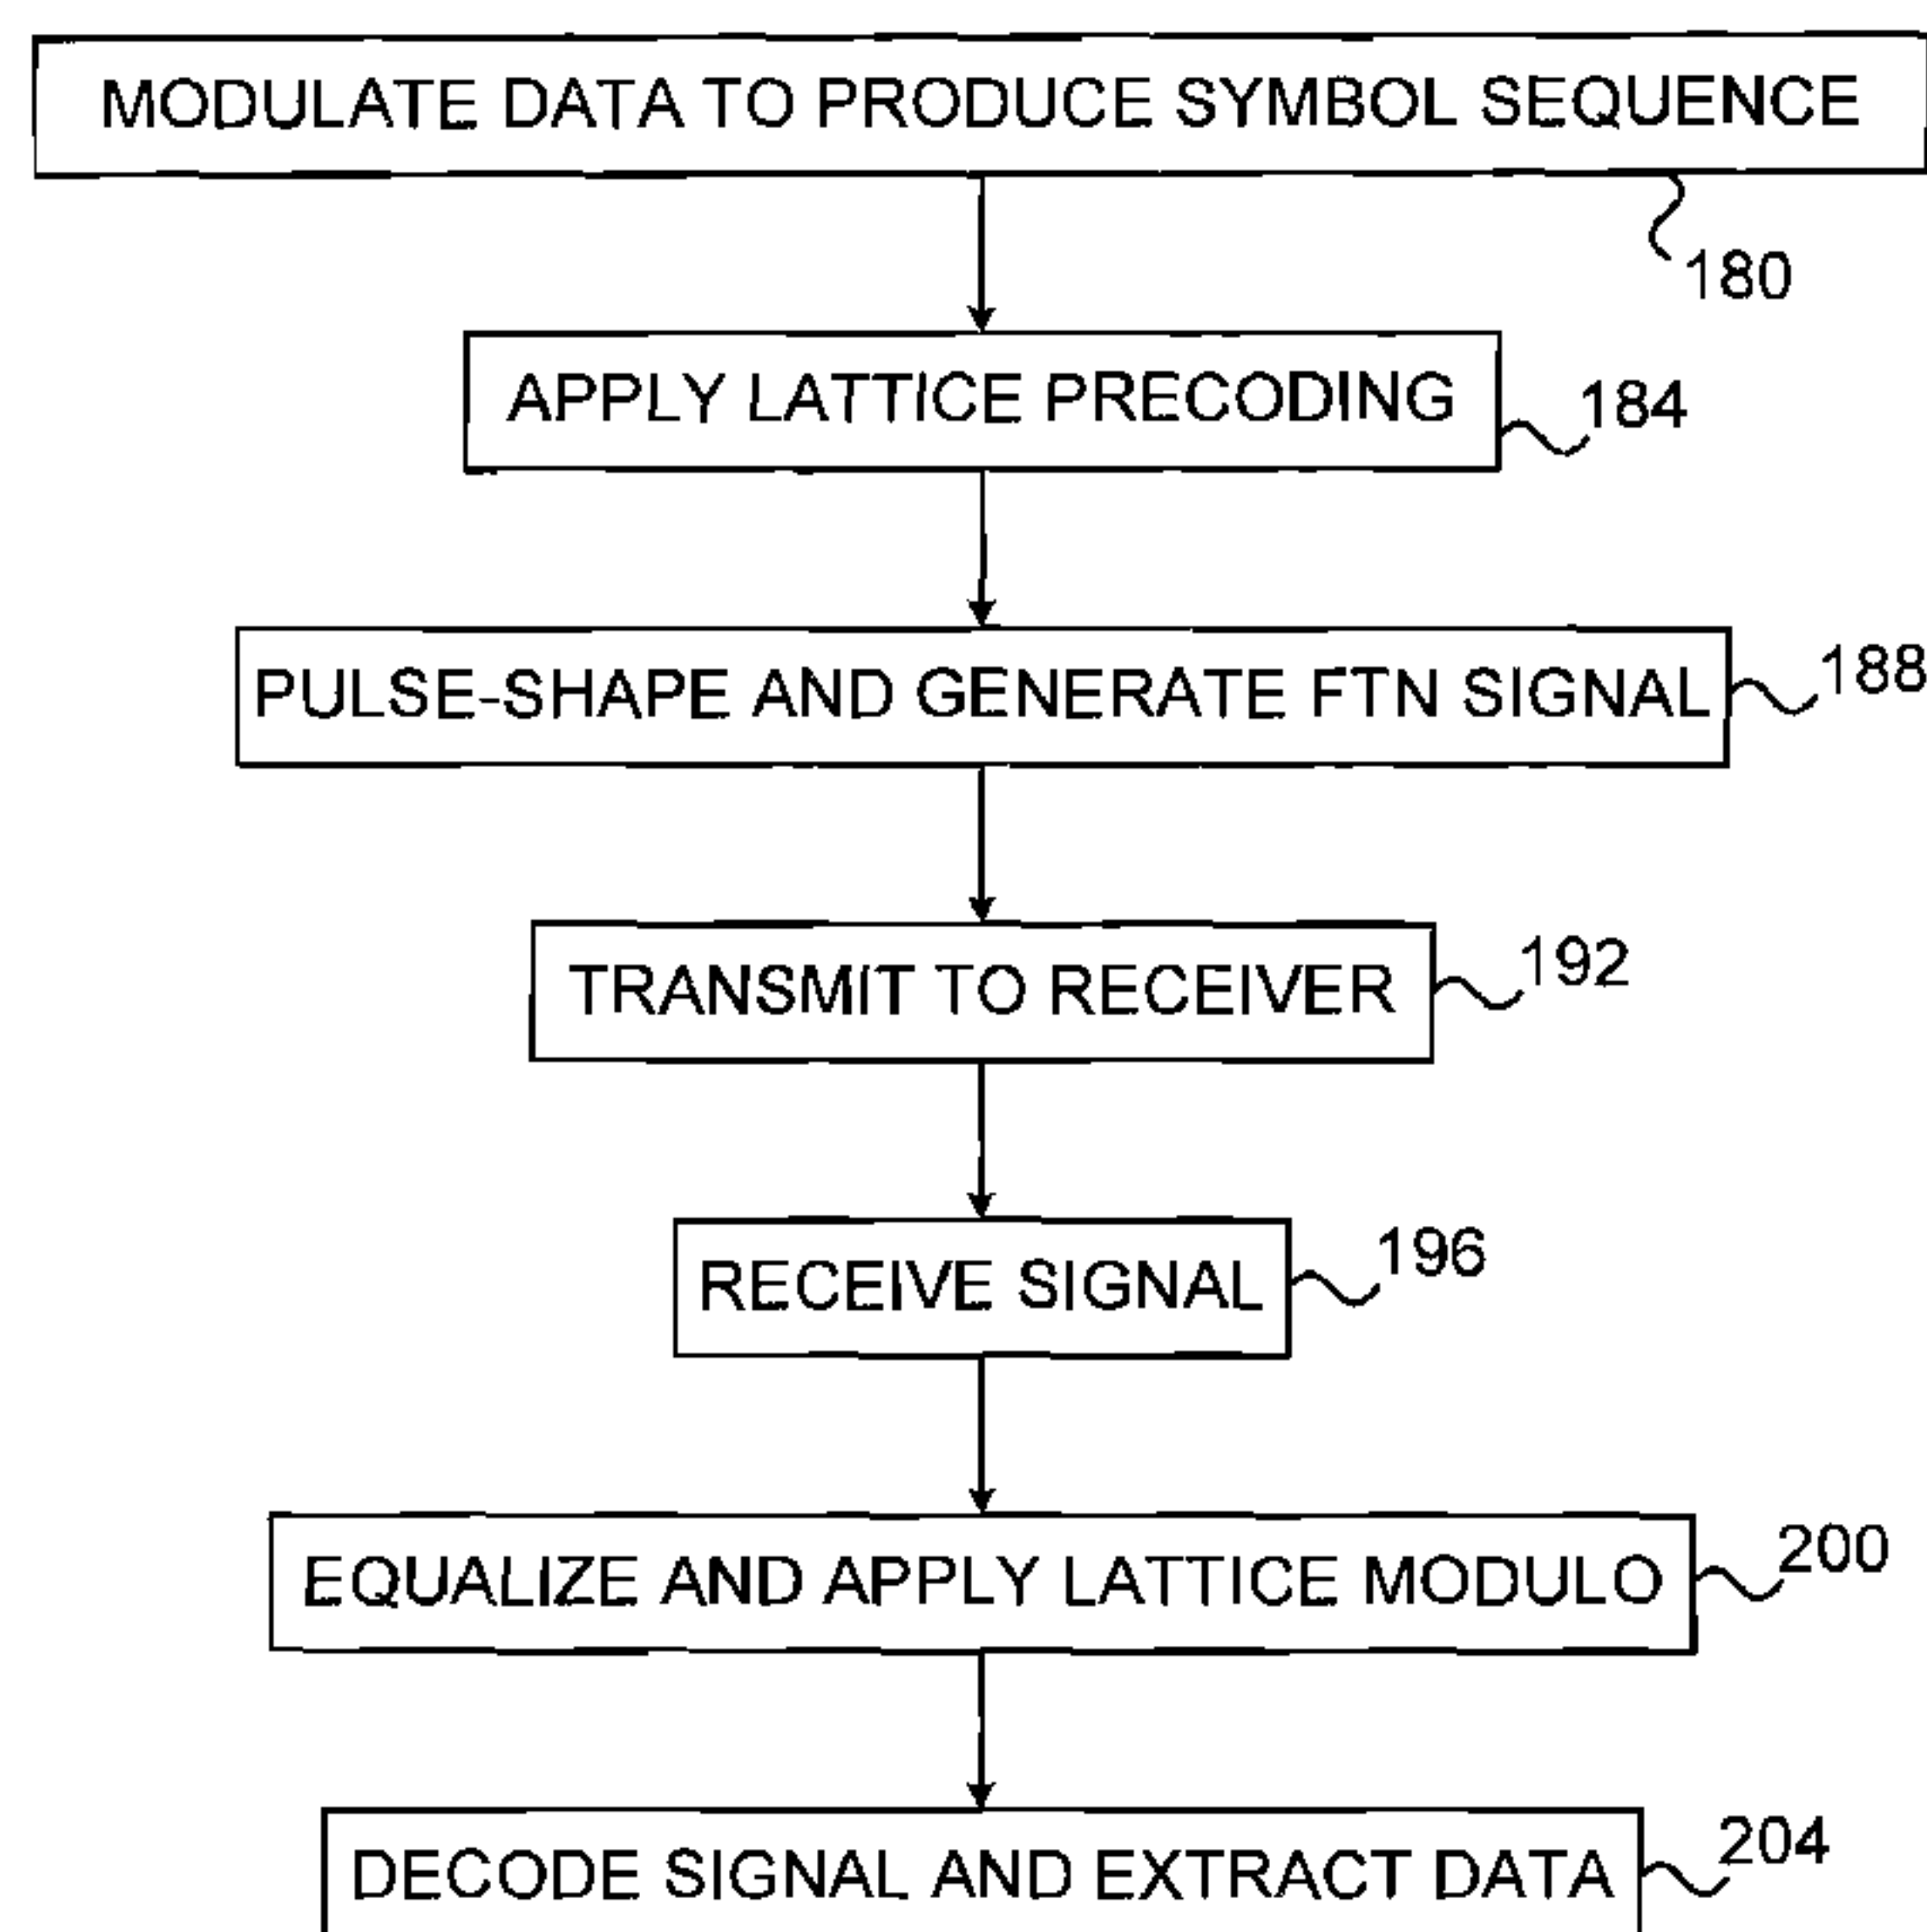 MODULATE DATA TO PRODUCE SYMBOL SEQUENCE
180
APPLY LATTICE PRECODING
184
PULSE-SHAPE AND GENERATE FTN SIGNAL
188
TRANSMIT TO RECEIVER
192
RECEIVE SIGNAL
196
EQUALIZE AND APPLY LATTICE MODULO
200
DECODE SIGNAL AND EXTRACT DATA
204